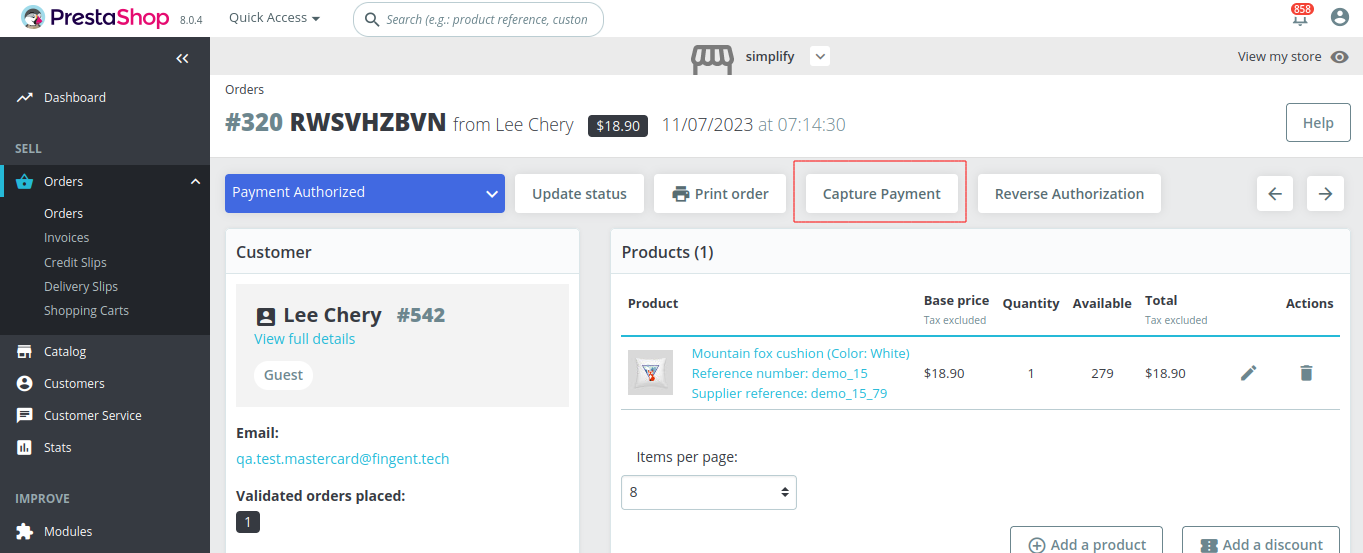 PrestaShop 8.0.4 Quick Access Search (e.g.: product reference, custon 858
simplify View my store
Dashboard
SELL
Orders
Orders
Invoices
Credit Slips
Delivery Slips
Shopping Carts
Catalog
Customers
Customer Service
Stats
IMPROVE
Modules
Orders
#320 RWSVHZBVN from Lee Chery $18.90 11/07/2023 at 07:14:30 Help
Payment Authorized Update status Print order Capture Payment Reverse Authorization
Customer
Lee Chery #542
View full details
Guest
Email:
qa.test.mastercard@fingent.tech
Validated orders placed:
1
Products (1)
Product Base price Quantity Available Total Actions
Tax excluded Tax excluded
Mountain fox cushion (Color: White)
Reference number: demo_15 $18.90 1 279 $18.90
Supplier reference: demo_15_79
Items per page:
8
Add a product Add a discount